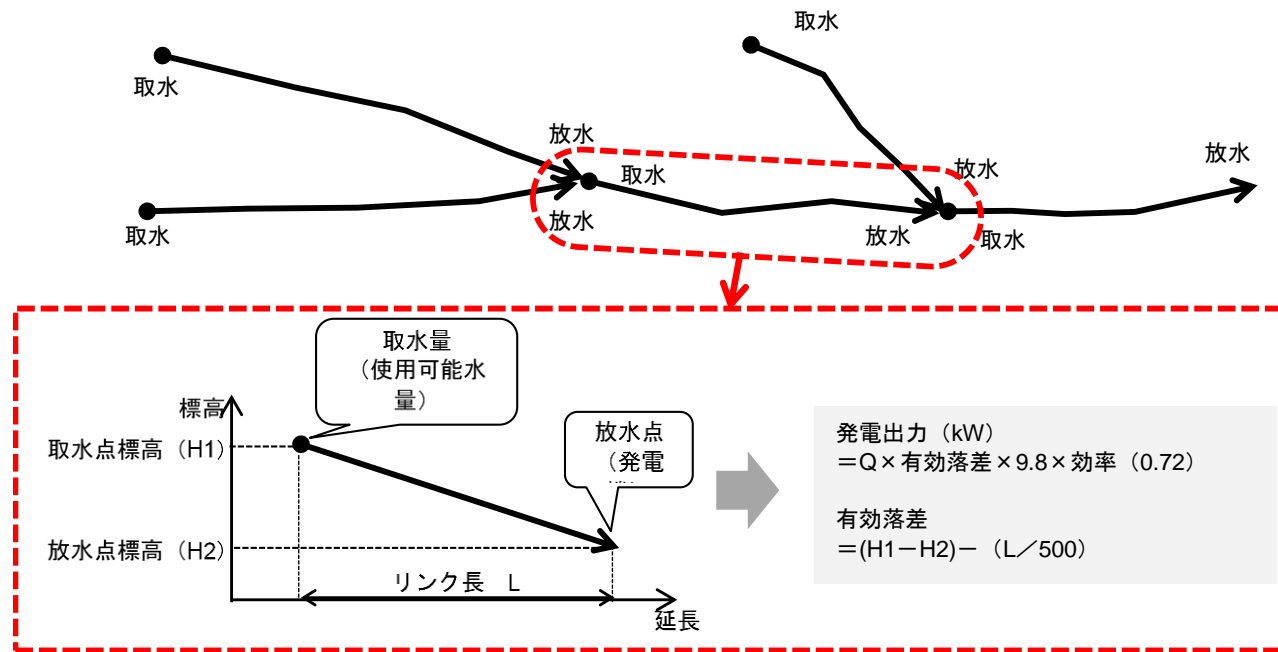 取水
取水
放水
取水
放水
放水
取水
放水
放水
取水
取水量
（使用可能水
量）
標高
放水点
（発電
取水点標高（H1）
発電出力（kW）
＝Q×有効落差×9.8×効率（0.72）
有効落差
＝(H1－H2)－（L／500）
放水点標高（H2）
リンク長　L
延長